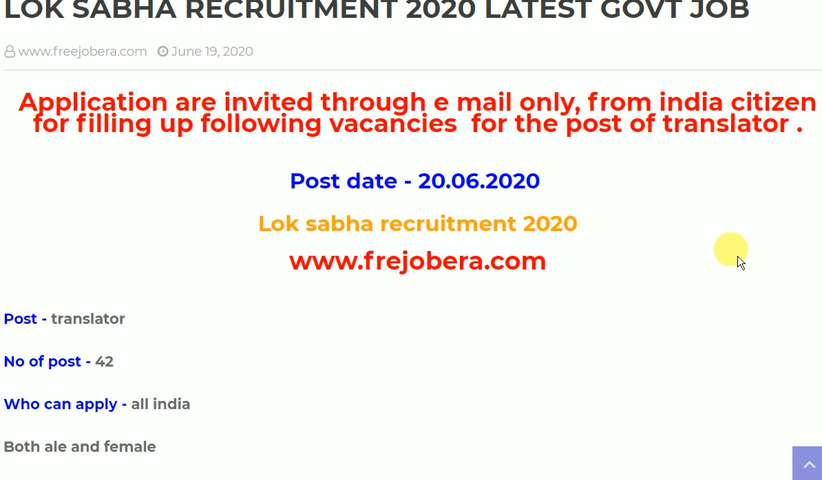 LOK SABHA RECRUITMENT 2020 LATEST GOVT JOB
www.freejobera.com June 19, 2020
Application are invited through e mail only, from india citizen
for filling up following vacancies for the post of translator .
Post date - 20.06.2020
Lok sabha recruitment 2020
www.frejobera.com
Post - translator
No of post - 42
Who can apply - all india
Both ale and female